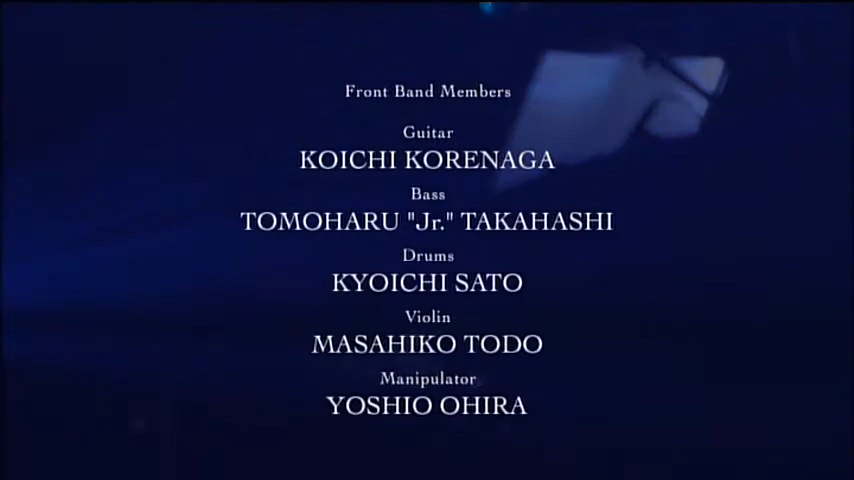 Front Band Members
Guitar
KOICHI KORENAGA
Bass
TOMOHARU "Jr." TAKAHASHI
Drums
KYOICHI SATO
Violin
MASAHIKO TODO
Manipulator
YOSHIO OHIRA